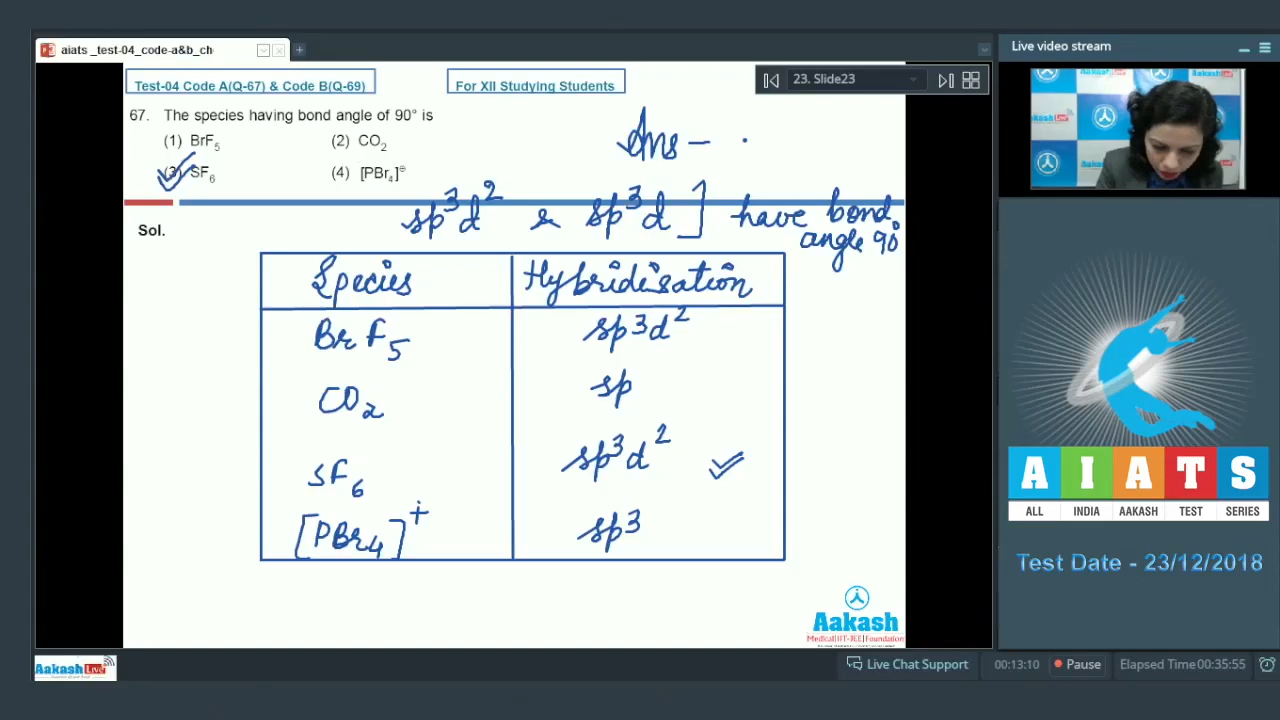 aiats _test-04_code-a&b_ch
Live video stream
23. Slide23
Test-04 Code A(Q-67) & Code B(Q-69)
For XII Studying Students
67. The species having bond angle of 90° is
(1) BrF₅ (2) CO₂
(3) SF₆ (4) [PBr₄]⊕
Ans –
sp³d² & sp³d ] have bond
angle 90°
Sol.
Species Hybridisation
BrF₅ sp³d²
CO₂ sp
SF₆ sp³d² ✓
[PBr₄]⁺ sp³
Aakash
Medical|IIT-JEE|Foundation
AIATS
ALL INDIA AAKASH TEST SERIES
Test Date - 23/12/2018
Aakash Live
Live Chat Support
00:13:10
Pause
Elapsed Time 00:35:55